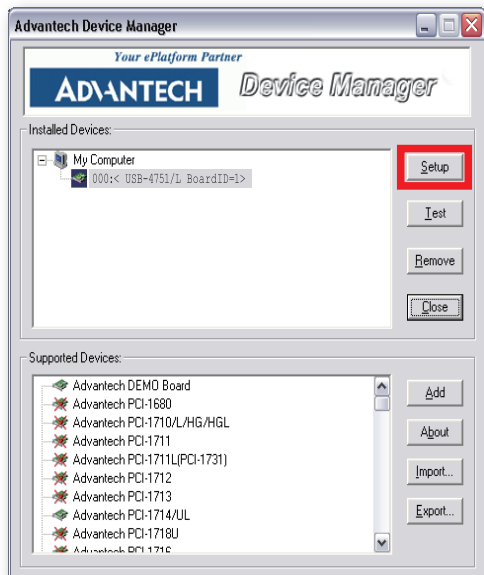 Advantech Device Manager
Your ePlatform Partner
ADVANTECH Device Manager
Installed Devices:
My Computer
000:< USB-4751/L BoardID=1>
Setup
Test
Remove
Close
Supported Devices:
Advantech DEMO Board
Advantech PCI-1680
Advantech PCI-1710/L/HG/HGL
Advantech PCI-1711
Advantech PCI-1711L(PCI-1731)
Advantech PCI-1712
Advantech PCI-1713
Advantech PCI-1714/UL
Advantech PCI-1718U
Advantech PCI-1716
Add
About
Import...
Export...